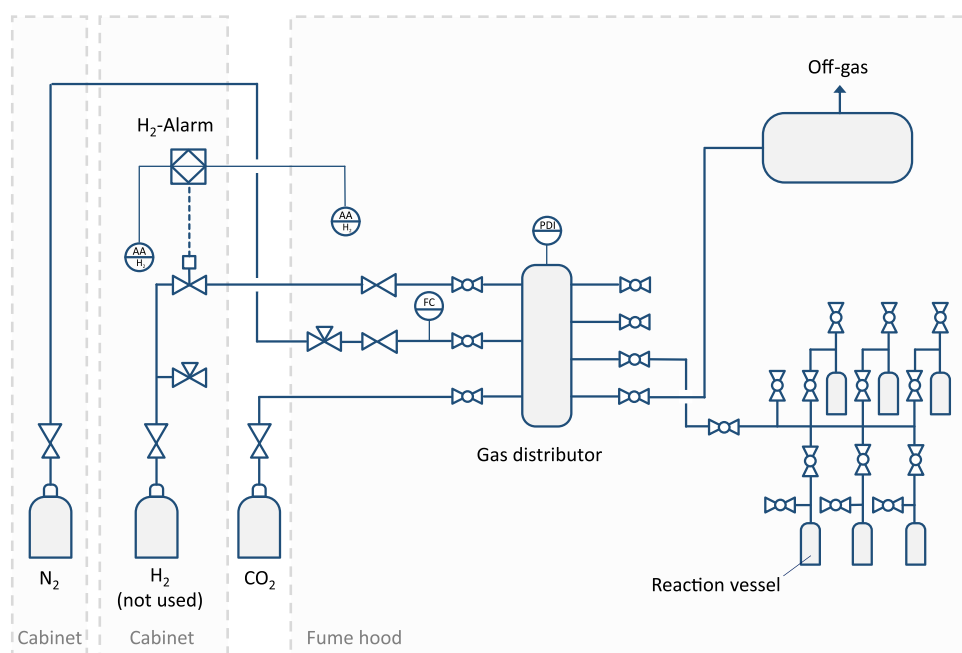 Off-gas
H₂-Alarm
AA
H₂
PDI
AA
H₂
FC
Gas distributor
N₂
H₂
(not used)
CO₂
Reaction vessel
Cabinet
Cabinet
Fume hood